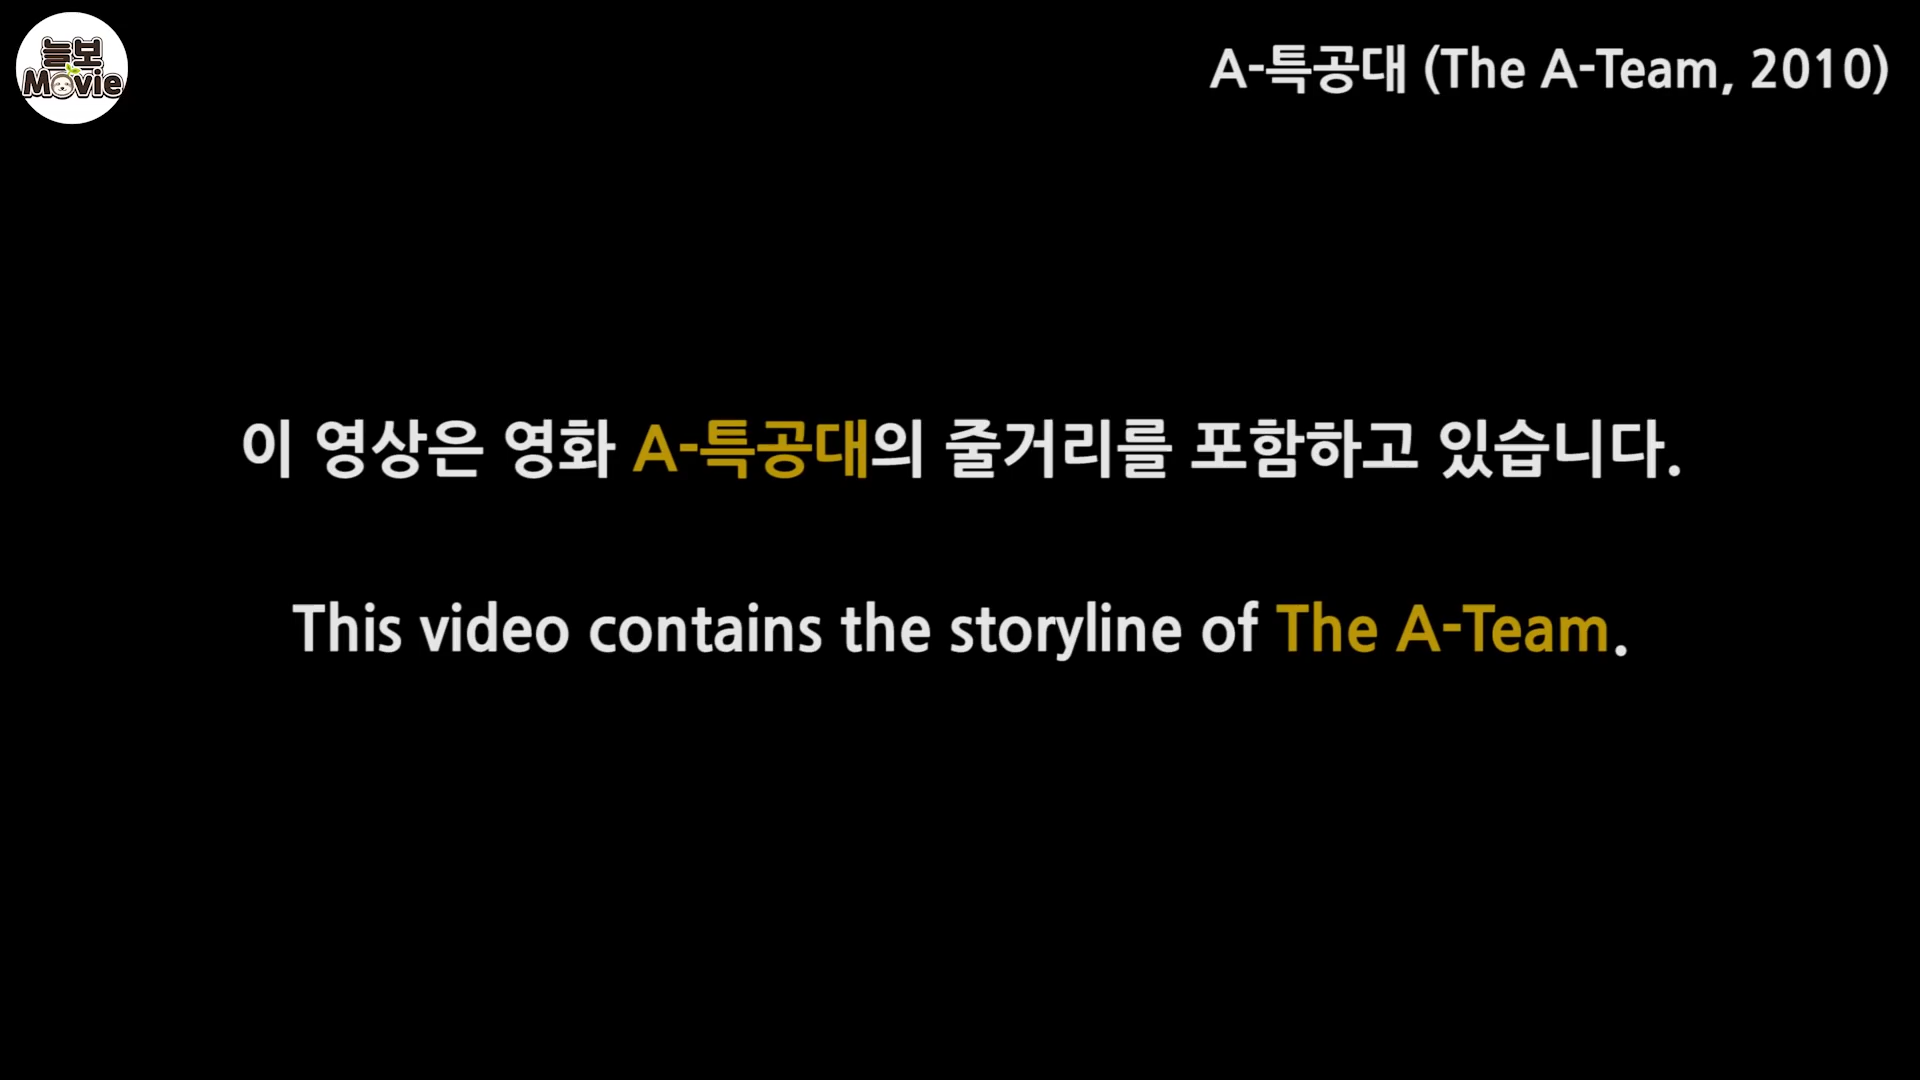 늘보
Movie
A-특공대 (The A-Team, 2010)
이 영상은 영화 A-특공대의 줄거리를 포함하고 있습니다.
This video contains the storyline of The A-Team.